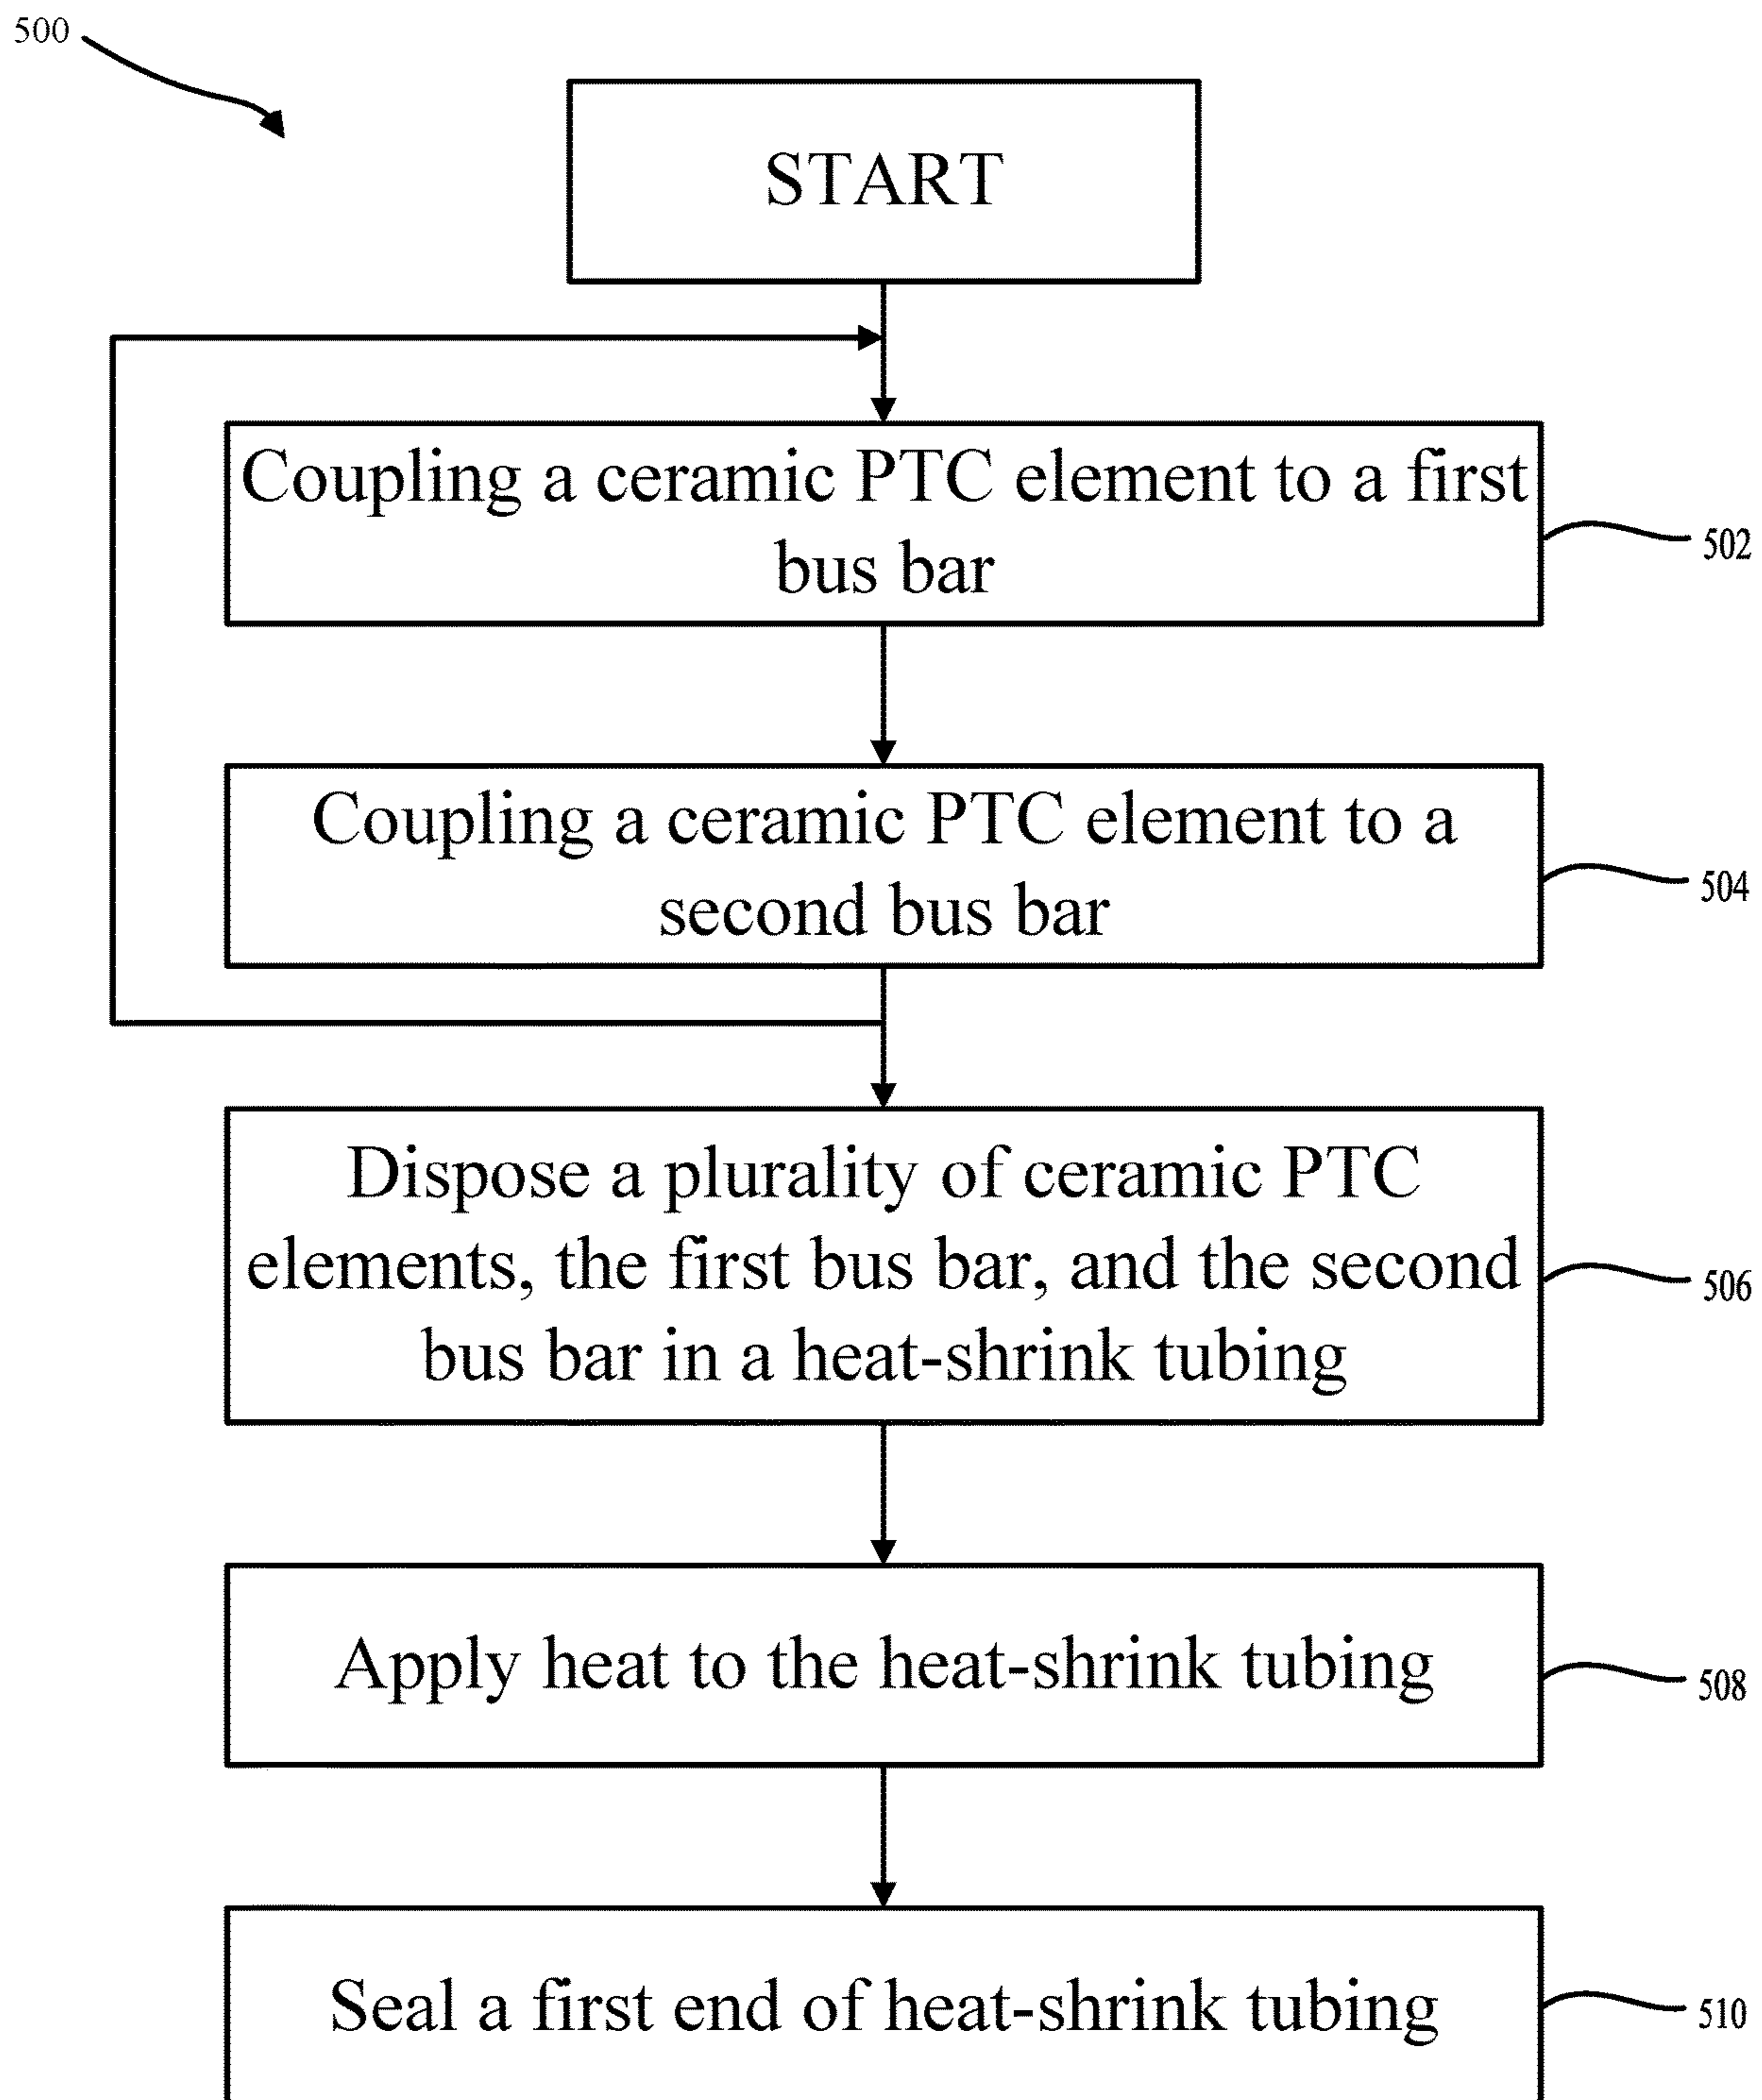 500
START
Coupling a ceramic PTC element to a first
bus bar
502
Coupling a ceramic PTC element to a
second bus bar
504
Dispose a plurality of ceramic PTC
elements, the first bus bar, and the second
bus bar in a heat-shrink tubing
506
Apply heat to the heat-shrink tubing
508
Seal a first end of heat-shrink tubing
510